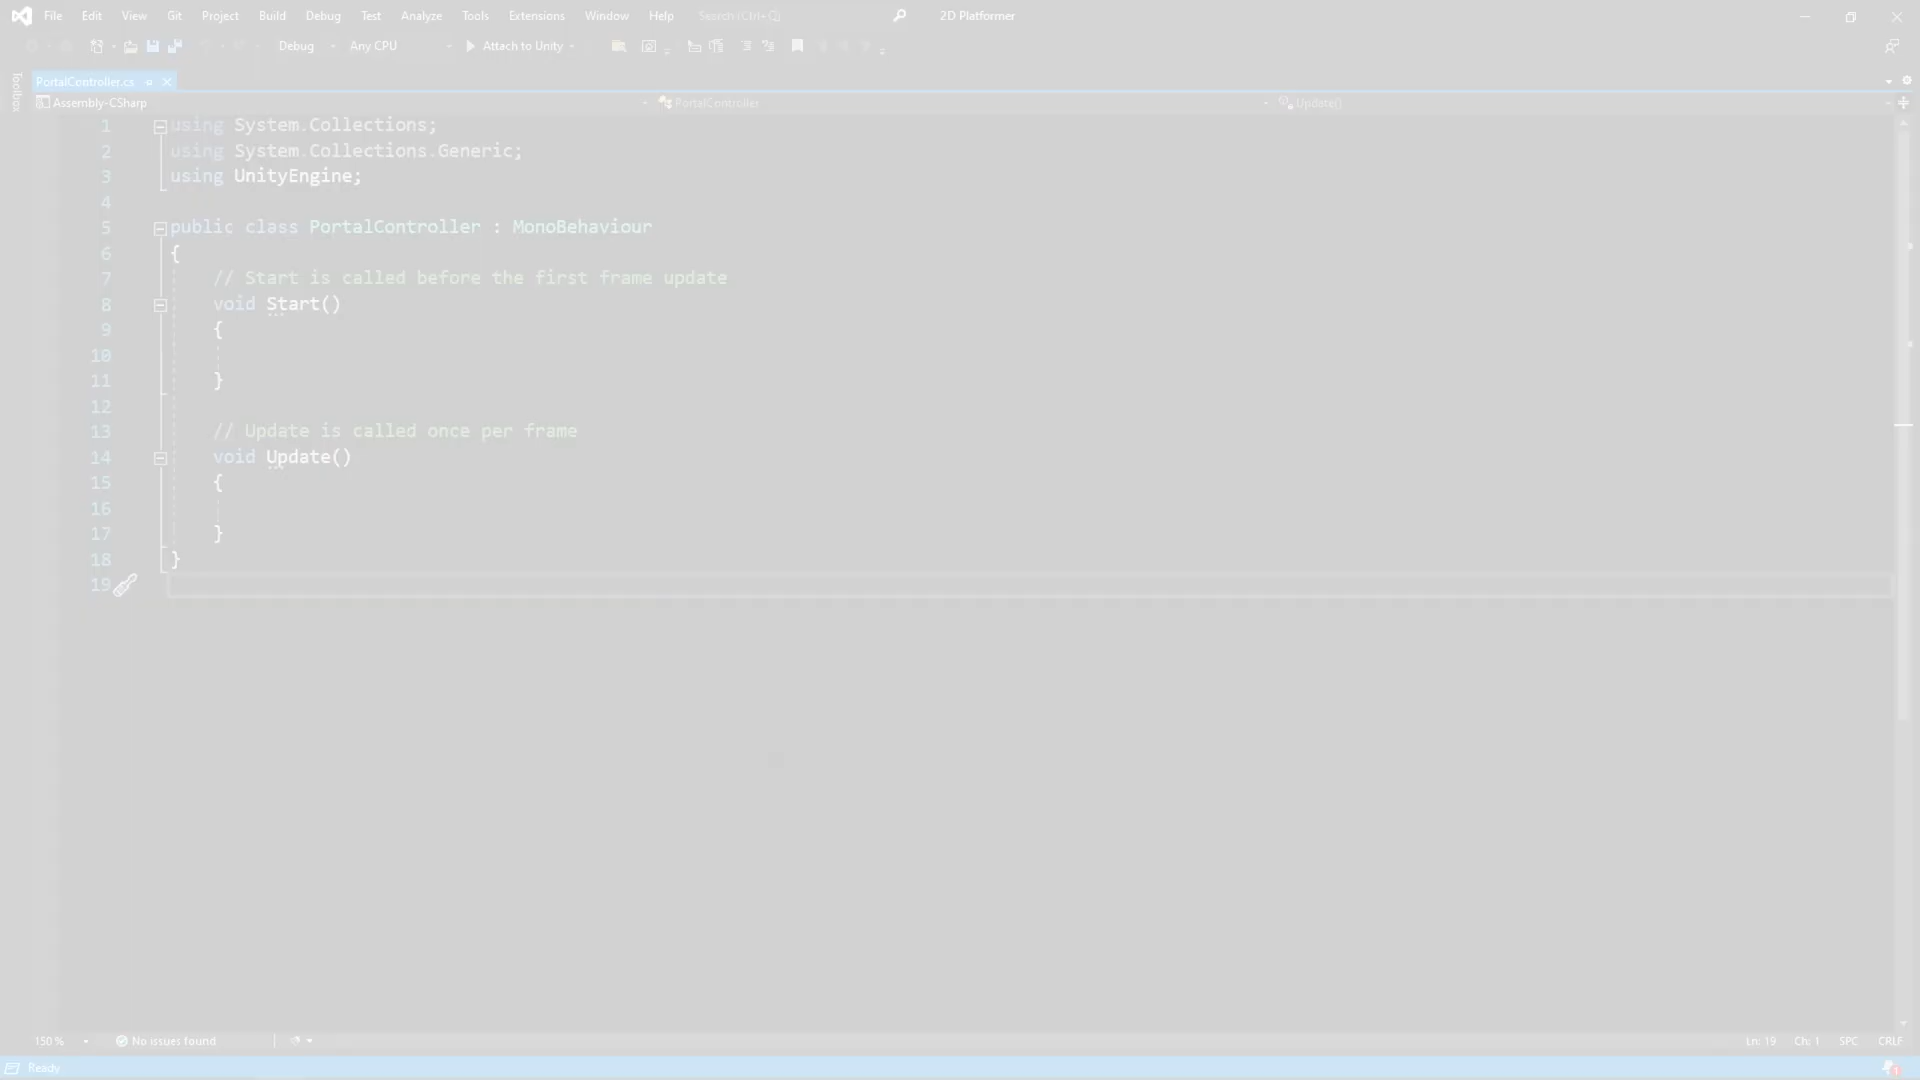 File Edit View Git Project Build Debug Test Analyze Tools Extensions Window Help Search (Ctrl+Q) 2D Platformer
Debug Any CPU Attach to Unity
Toolbox
PortalController.cs
Assembly-CSharp PortalController Update()
1 using System.Collections;
2 using System.Collections.Generic;
3 using UnityEngine;
4
5 public class PortalController : MonoBehaviour
6 {
7 // Start is called before the first frame update
8 void Start()
9 {
10
11 }
12
13 // Update is called once per frame
14 void Update()
15 {
16
17 }
18 }
19
150 % No issues found Ln: 19 Ch: 1 SPC CRLF
Ready 1